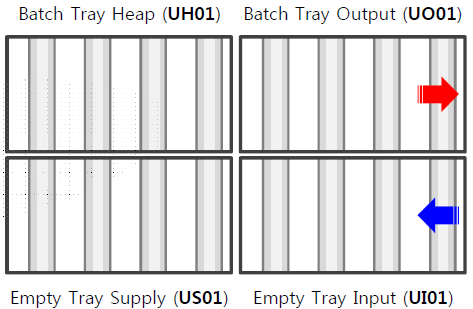 Batch Tray Heap (UH01)
Batch Tray Output (UO01)
Empty Tray Supply (US01)
Empty Tray Input (UI01)